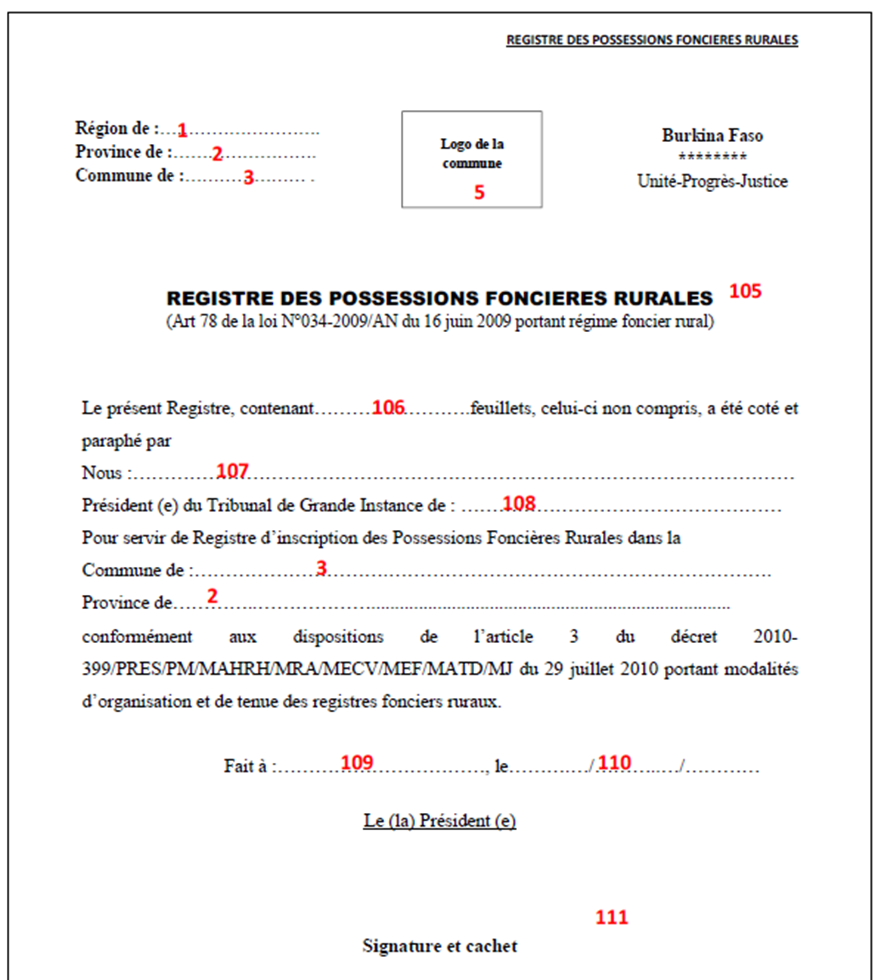 REGISTRE DES POSSESSIONS FONCIERES RURALES
Région de :....1..........................
Province de :.......2.....................
Commune de :..........3......... .
Logo de la
commune
5
Burkina Faso
********
Unité-Progrès-Justice
REGISTRE DES POSSESSIONS FONCIERES RURALES 105
(Art 78 de la loi N°034-2009/AN du 16 juin 2009 portant régime foncier rural)
Le présent Registre, contenant.........106...........feuillets, celui-ci non compris, a été coté et
paraphé par
Nous :.............107..............................................................................
Président (e) du Tribunal de Grande Instance de : .......108.........................................
Pour servir de Registre d'inscription des Possessions Foncières Rurales dans la
Commune de :....................3......................................................................
Province de......2..........................................................................................
conformément aux dispositions de l'article 3 du décret 2010-
399/PRES/PM/MAHRH/MRA/MECV/MEF/MATD/MJ du 29 juillet 2010 portant modalités
d'organisation et de tenue des registres fonciers ruraux.
Fait à :..........109..................., le............./110......../.............
Le (la) Président (e)
111
Signature et cachet